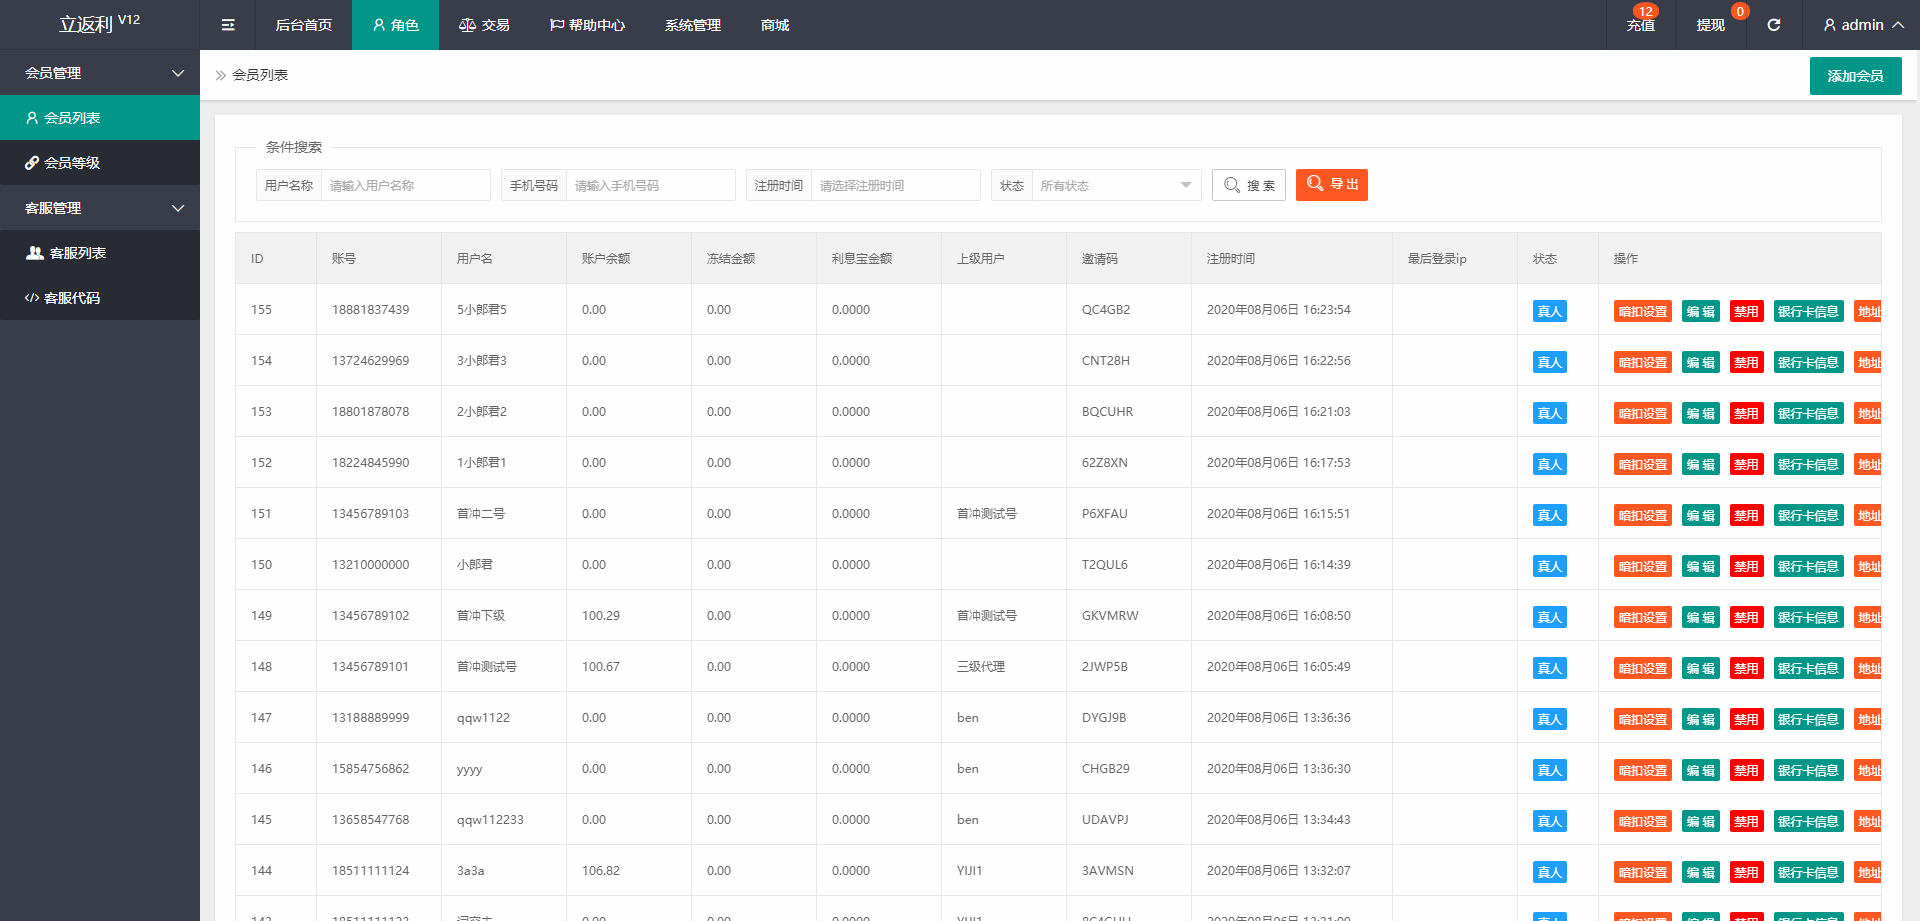 立返利 V12
后台首页 角色 交易 帮助中心 系统管理 商城 充值 12 提现 0 admin
会员管理
会员列表
会员等级
客服管理
客服列表
客服代码
会员列表 添加会员
条件搜索
用户名称 请输入用户名称 手机号码 请输入手机号码 注册时间 请选择注册时间 状态 所有状态 搜 索 导 出
ID 账号 用户名 账户余额 冻结金额 利息宝金额 上级用户 邀请码 注册时间 最后登录ip 状态 操作
155 18881837439 5小郎君5 0.00 0.00 0.0000 QC4GB2 2020年08月06日 16:23:54 真人 暗扣设置 编 辑 禁用 银行卡信息 地址
154 13724629969 3小郎君3 0.00 0.00 0.0000 CNT28H 2020年08月06日 16:22:56 真人 暗扣设置 编 辑 禁用 银行卡信息 地址
153 18801878078 2小郎君2 0.00 0.00 0.0000 BQCUHR 2020年08月06日 16:21:03 真人 暗扣设置 编 辑 禁用 银行卡信息 地址
152 18224845990 1小郎君1 0.00 0.00 0.0000 62Z8XN 2020年08月06日 16:17:53 真人 暗扣设置 编 辑 禁用 银行卡信息 地址
151 13456789103 首冲二号 0.00 0.00 0.0000 首冲测试号 P6XFAU 2020年08月06日 16:15:51 真人 暗扣设置 编 辑 禁用 银行卡信息 地址
150 13210000000 小郎君 0.00 0.00 0.0000 T2QUL6 2020年08月06日 16:14:39 真人 暗扣设置 编 辑 禁用 银行卡信息 地址
149 13456789102 首冲下级 100.29 0.00 0.0000 首冲测试号 GKVMRW 2020年08月06日 16:08:50 真人 暗扣设置 编 辑 禁用 银行卡信息 地址
148 13456789101 首冲测试号 100.67 0.00 0.0000 三级代理 2JWP5B 2020年08月06日 16:05:49 真人 暗扣设置 编 辑 禁用 银行卡信息 地址
147 13188889999 qqw1122 0.00 0.00 0.0000 ben DYGJ9B 2020年08月06日 13:36:36 真人 暗扣设置 编 辑 禁用 银行卡信息 地址
146 15854756862 yyyy 0.00 0.00 0.0000 ben CHGB29 2020年08月06日 13:36:30 真人 暗扣设置 编 辑 禁用 银行卡信息 地址
145 13658547768 qqw112233 0.00 0.00 0.0000 ben UDAVPJ 2020年08月06日 13:34:43 真人 暗扣设置 编 辑 禁用 银行卡信息 地址
144 18511111124 3a3a 106.82 0.00 0.0000 YIJI1 3AVMSN 2020年08月06日 13:32:07 真人 暗扣设置 编 辑 禁用 银行卡信息 地址